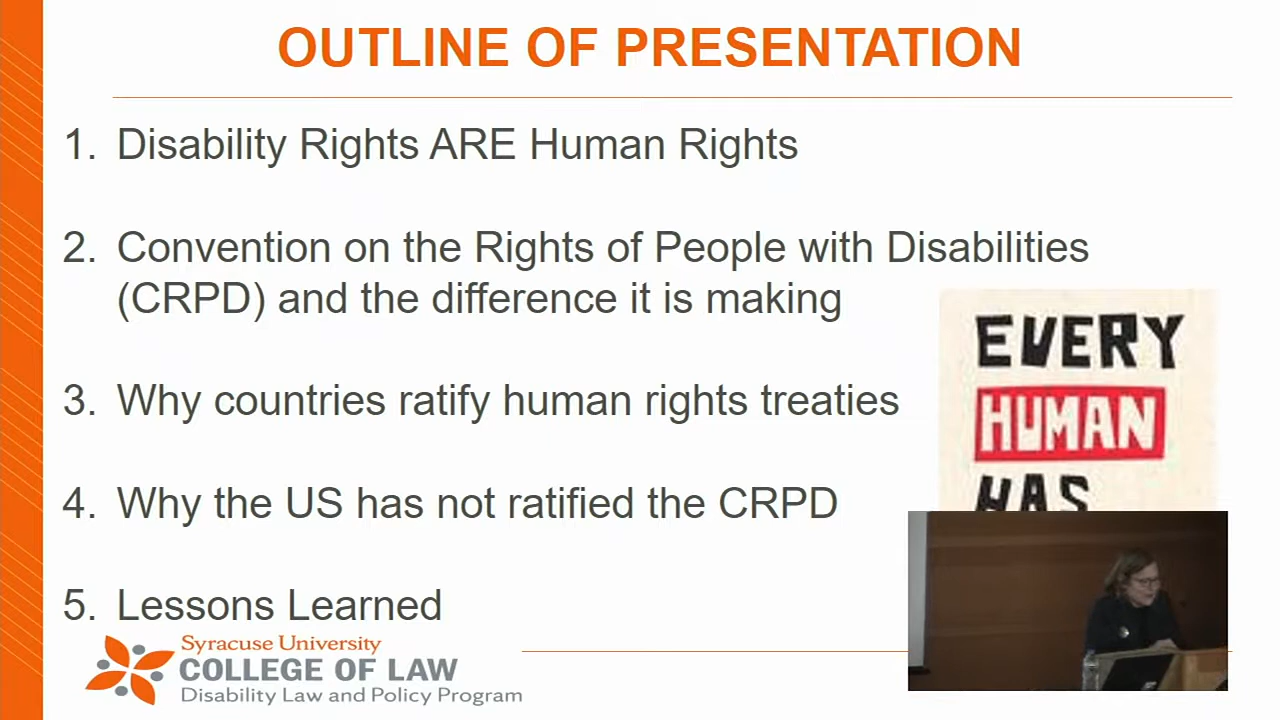 OUTLINE OF PRESENTATION
1. Disability Rights ARE Human Rights
2. Convention on the Rights of People with Disabilities
(CRPD) and the difference it is making
3. Why countries ratify human rights treaties
4. Why the US has not ratified the CRPD
5. Lessons Learned
EVERY
HUMAN
HAS
Syracuse University
COLLEGE OF LAW
Disability Law and Policy Program